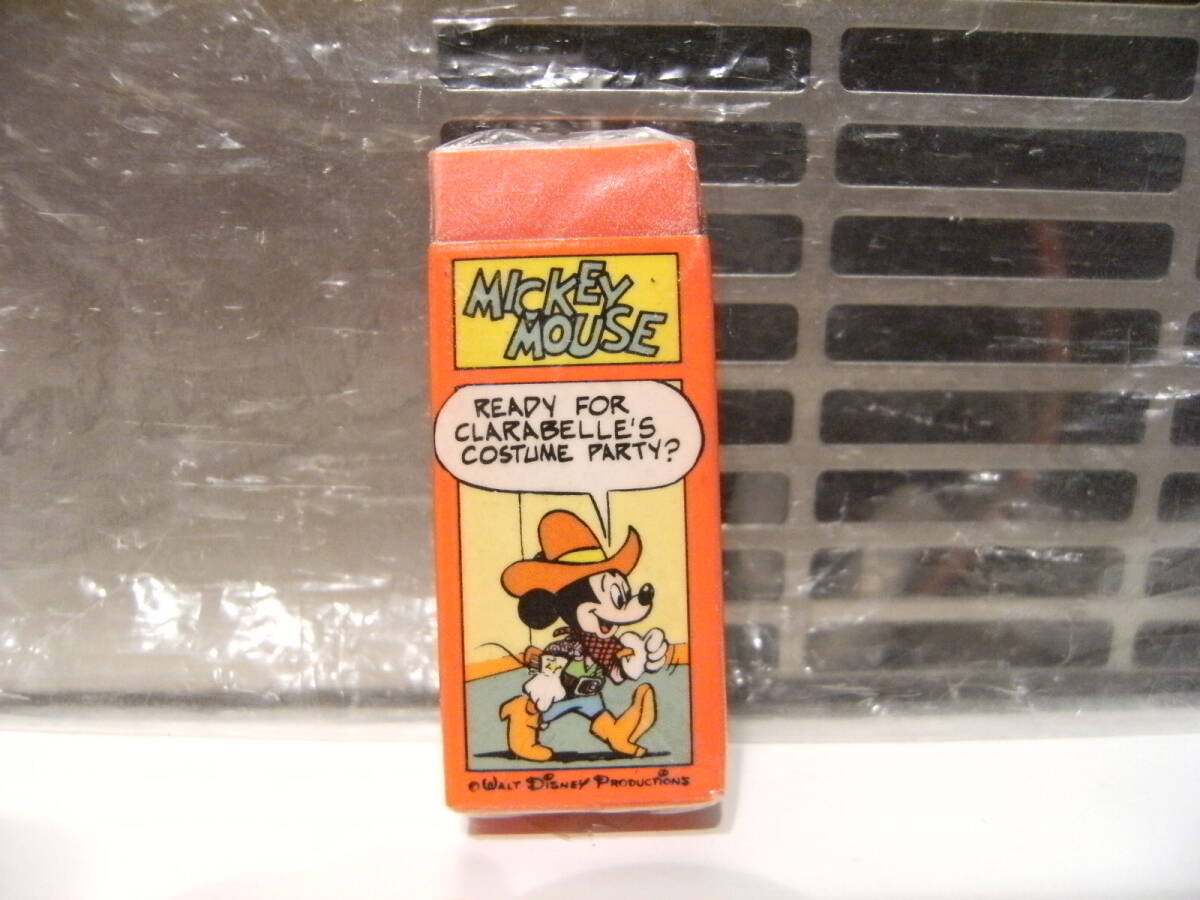 MICKEY
MOUSE
READY FOR
CLARABELLE'S
COSTUME PARTY?
© WALT DISNEY PRODUCTIONS